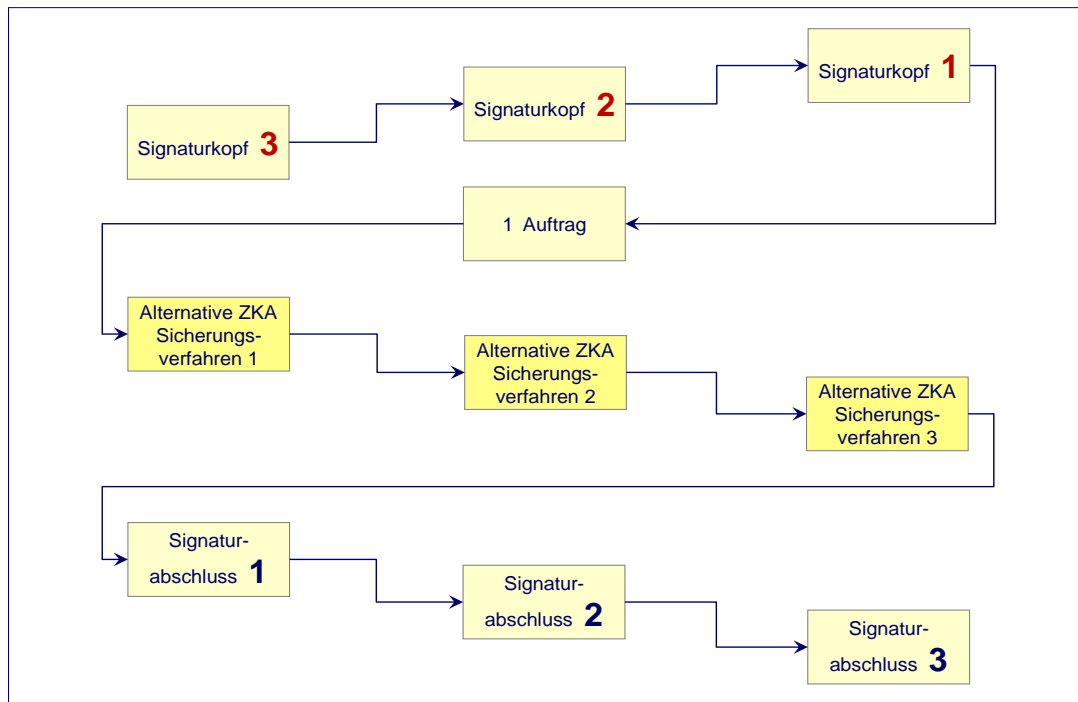 Signaturkopf 3
Signaturkopf 2
Signaturkopf 1
1 Auftrag
Alternative ZKA
Sicherungs-
verfahren 1
Alternative ZKA
Sicherungs-
verfahren 2
Alternative ZKA
Sicherungs-
verfahren 3
Signatur-
abschluss 1
Signatur-
abschluss 2
Signatur-
abschluss 3